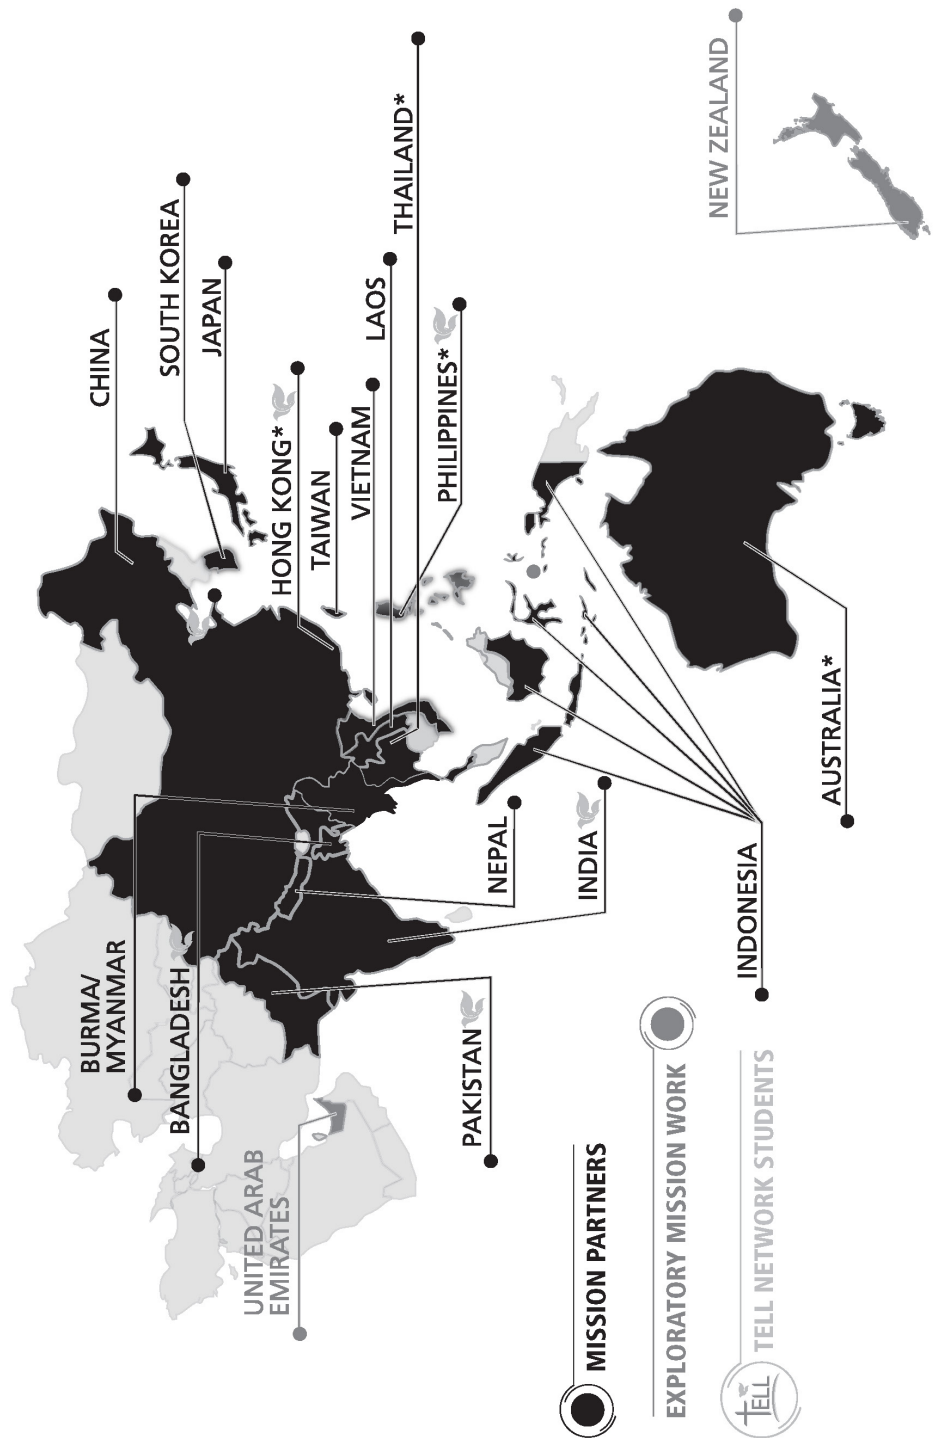 CHINA
SOUTH KOREA
JAPAN
HONG KONG*
TAIWAN
VIETNAM
LAOS
THAILAND*
PHILIPPINES*
NEW ZEALAND
BURMA/
MYANMAR
BANGLADESH
UNITED ARAB
EMIRATES
PAKISTAN
NEPAL
INDIA
INDONESIA
AUSTRALIA*
MISSION PARTNERS
EXPLORATORY MISSION WORK
TELL
TELL NETWORK STUDENTS